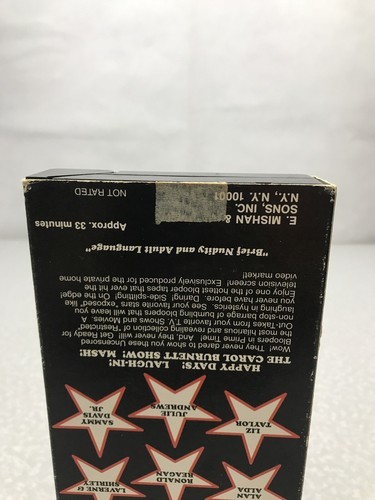 ALAN
ALDA
RONALD
REAGAN
LAVERNE &
SHIRLEY
LIZ
TAYLOR
JULIE
ANDREWS
SAMMY
DAVIS
JR.
HAPPY DAYS! LAUGH-IN! MASH!
THE CAROL BURNETT SHOW!
Wow! They never dared to show you these Uncensored
Bloopers in Prime Time! And, they never will! Get Ready for
the most hilarious and revealing collection of "Restricted"
Out-Takes from your favorite T.V. Shows and Movies. A
non-stop barrage of bumbling bloopers that will leave you
laughing in hysterics. See your favorite stars 'exposed' like
you never have before. Daring! Side-splitting! On the edge!
Enjoy one of the hottest blooper tapes that ever hit the
television screen! Exclusively produced for the private home
video market!
"Brief Nudity and Adult Language"
E. MISHAN &
SONS, INC.
N.Y., N.Y. 10001
Approx. 33 minutes
NOT RATED